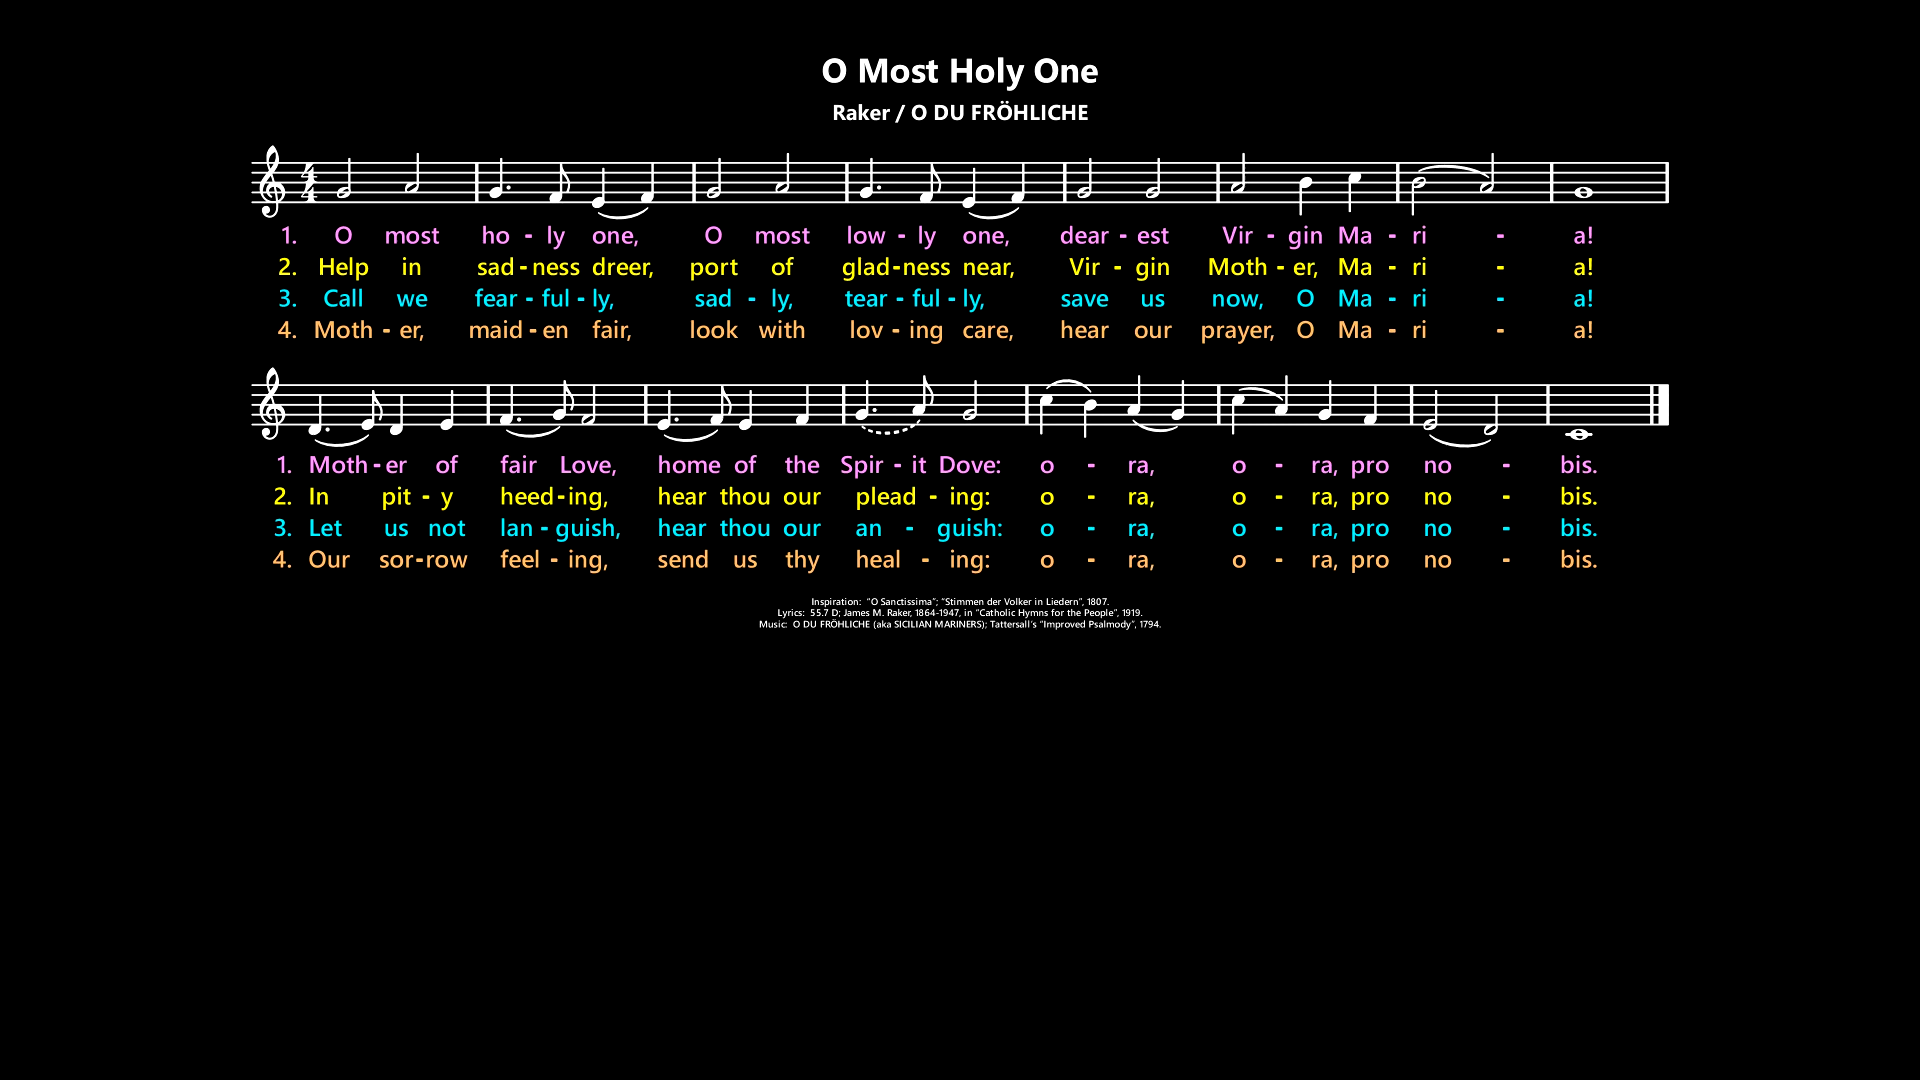 O Most Holy One
Raker / O DU FRÖHLICHE
4
4
1. O most ho - ly one, O most low - ly one, dear - est Vir - gin Ma - ri - a!
2. Help in sad - ness dreer, port of glad - ness near, Vir - gin Moth - er, Ma - ri - a!
3. Call we fear - ful - ly, sad - ly, tear - ful - ly, save us now, O Ma - ri - a!
4. Moth - er, maid - en fair, look with lov - ing care, hear our prayer, O Ma - ri - a!
1. Moth - er of fair Love, home of the Spir - it Dove: o - ra, o - ra, pro no - bis.
2. In pit - y heed - ing, hear thou our plead - ing: o - ra, o - ra, pro no - bis.
3. Let us not lan - guish, hear thou our an - guish: o - ra, o - ra, pro no - bis.
4. Our sor - row feel - ing, send us thy heal - ing: o - ra, o - ra, pro no - bis.
Inspiration: "O Sanctissima"; "Stimmen der Volker in Liedern", 1807.
Lyrics: 55.7 D; James M. Raker, 1864-1947, in "Catholic Hymns for the People", 1919.
Music: O DU FRÖHLICHE (aka SICILIAN MARINERS); Tattersall's "Improved Psalmody", 1794.